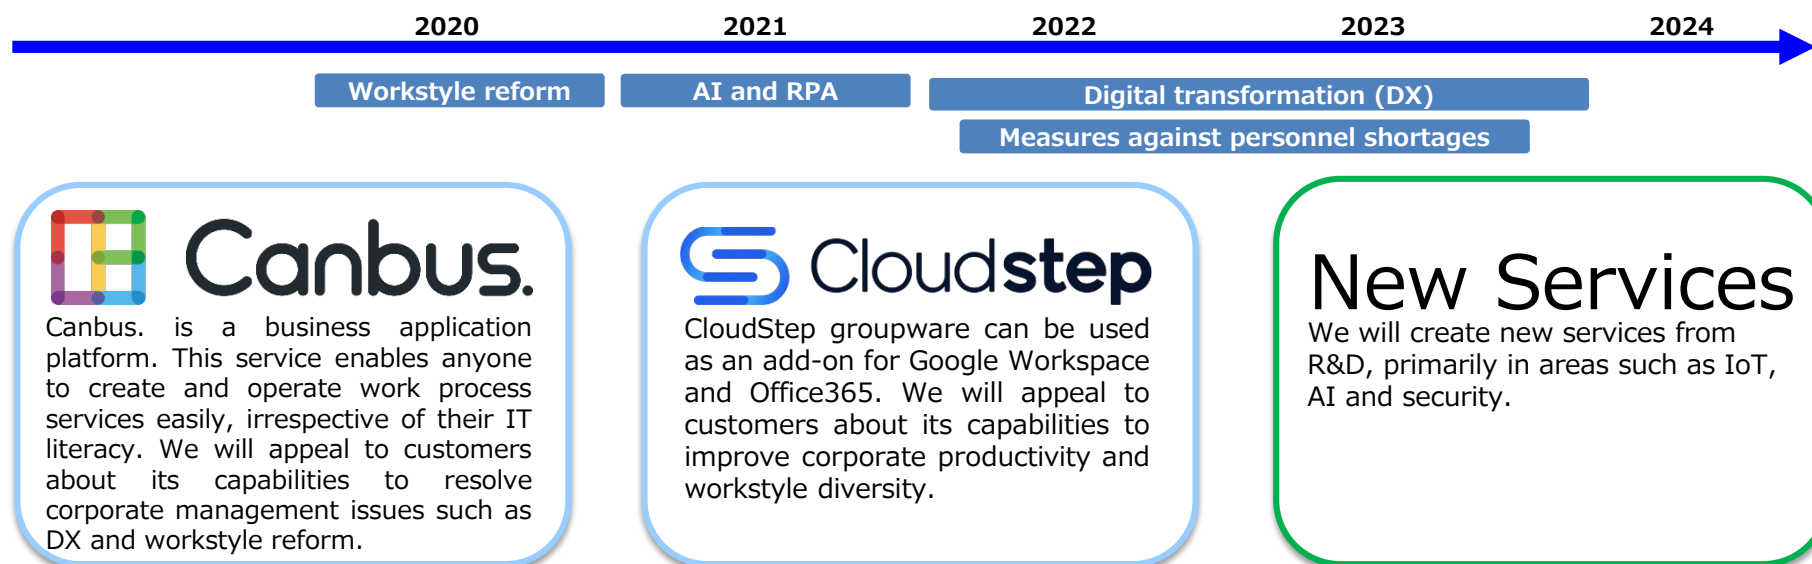 2020 2021 2022 2023 2024
Workstyle reform
AI and RPA
Digital transformation (DX)
Measures against personnel shortages
Canbus.
Canbus. is a business application
platform. This service enables anyone
to create and operate work process
services easily, irrespective of their IT
literacy. We will appeal to customers
about its capabilities to resolve
corporate management issues such as
DX and workstyle reform.
Cloudstep
CloudStep groupware can be used
as an add-on for Google Workspace
and Office365. We will appeal to
customers about its capabilities to
improve corporate productivity and
workstyle diversity.
New Services
We will create new services from
R&D, primarily in areas such as IoT,
AI and security.